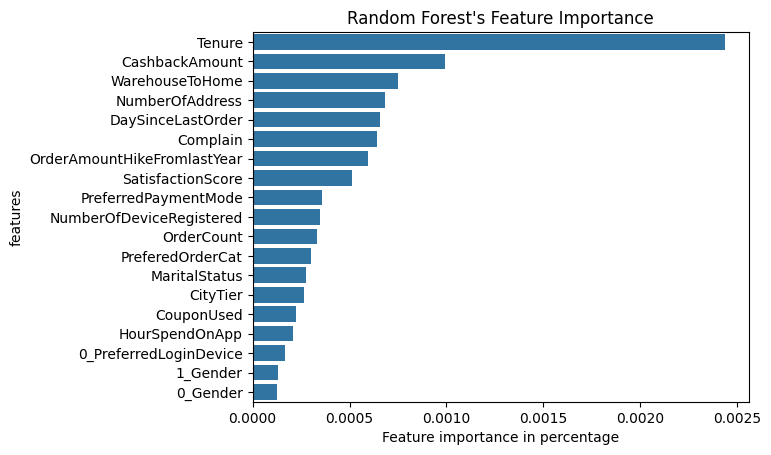 Random Forest's Feature Importance
Tenure
CashbackAmount
WarehouseToHome
NumberOfAddress
DaySinceLastOrder
Complain
OrderAmountHikeFromlastYear
SatisfactionScore
PreferredPaymentMode
NumberOfDeviceRegistered
OrderCount
PreferedOrderCat
MaritalStatus
CityTier
CouponUsed
HourSpendOnApp
0_PreferredLoginDevice
1_Gender
0_Gender
features
0.0000 0.0005 0.0010 0.0015 0.0020 0.0025
Feature importance in percentage